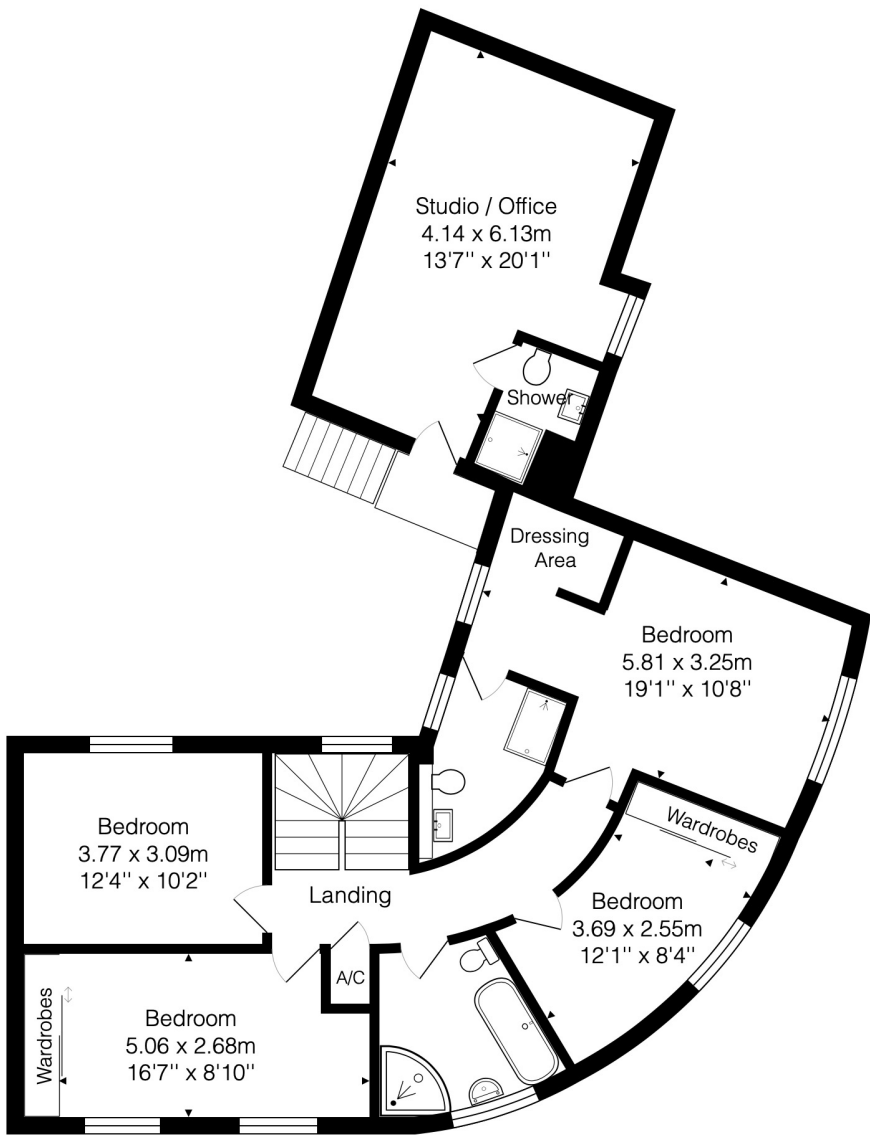 Studio / Office
4.14 x 6.13m
13'7'' x 20'1''
Shower
Dressing
Area
Bedroom
5.81 x 3.25m
19'1'' x 10'8''
Wardrobes
Bedroom
3.77 x 3.09m
12'4'' x 10'2''
Landing
Bedroom
3.69 x 2.55m
12'1'' x 8'4''
A/C
Wardrobes
Bedroom
5.06 x 2.68m
16'7'' x 8'10''